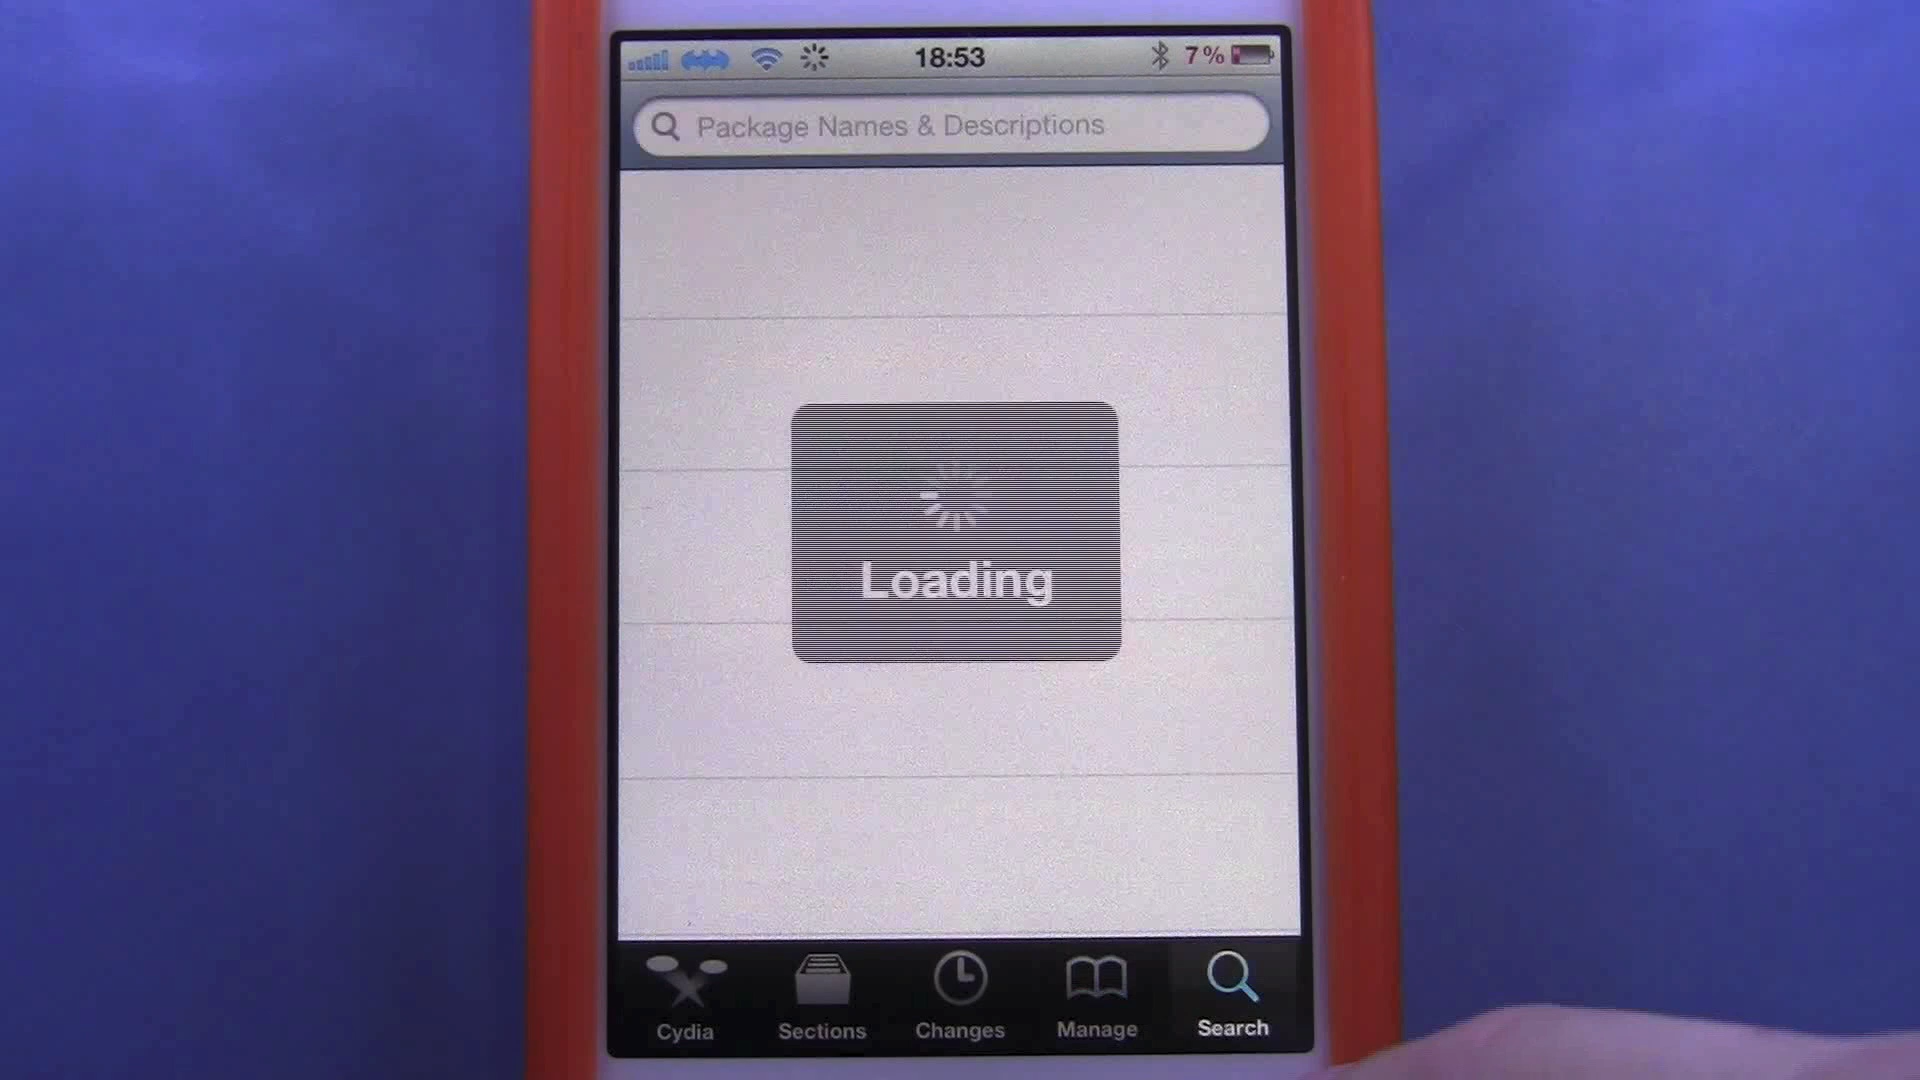 18:53
7%
Package Names & Descriptions
Loading
Cydia Sections Changes Manage Search